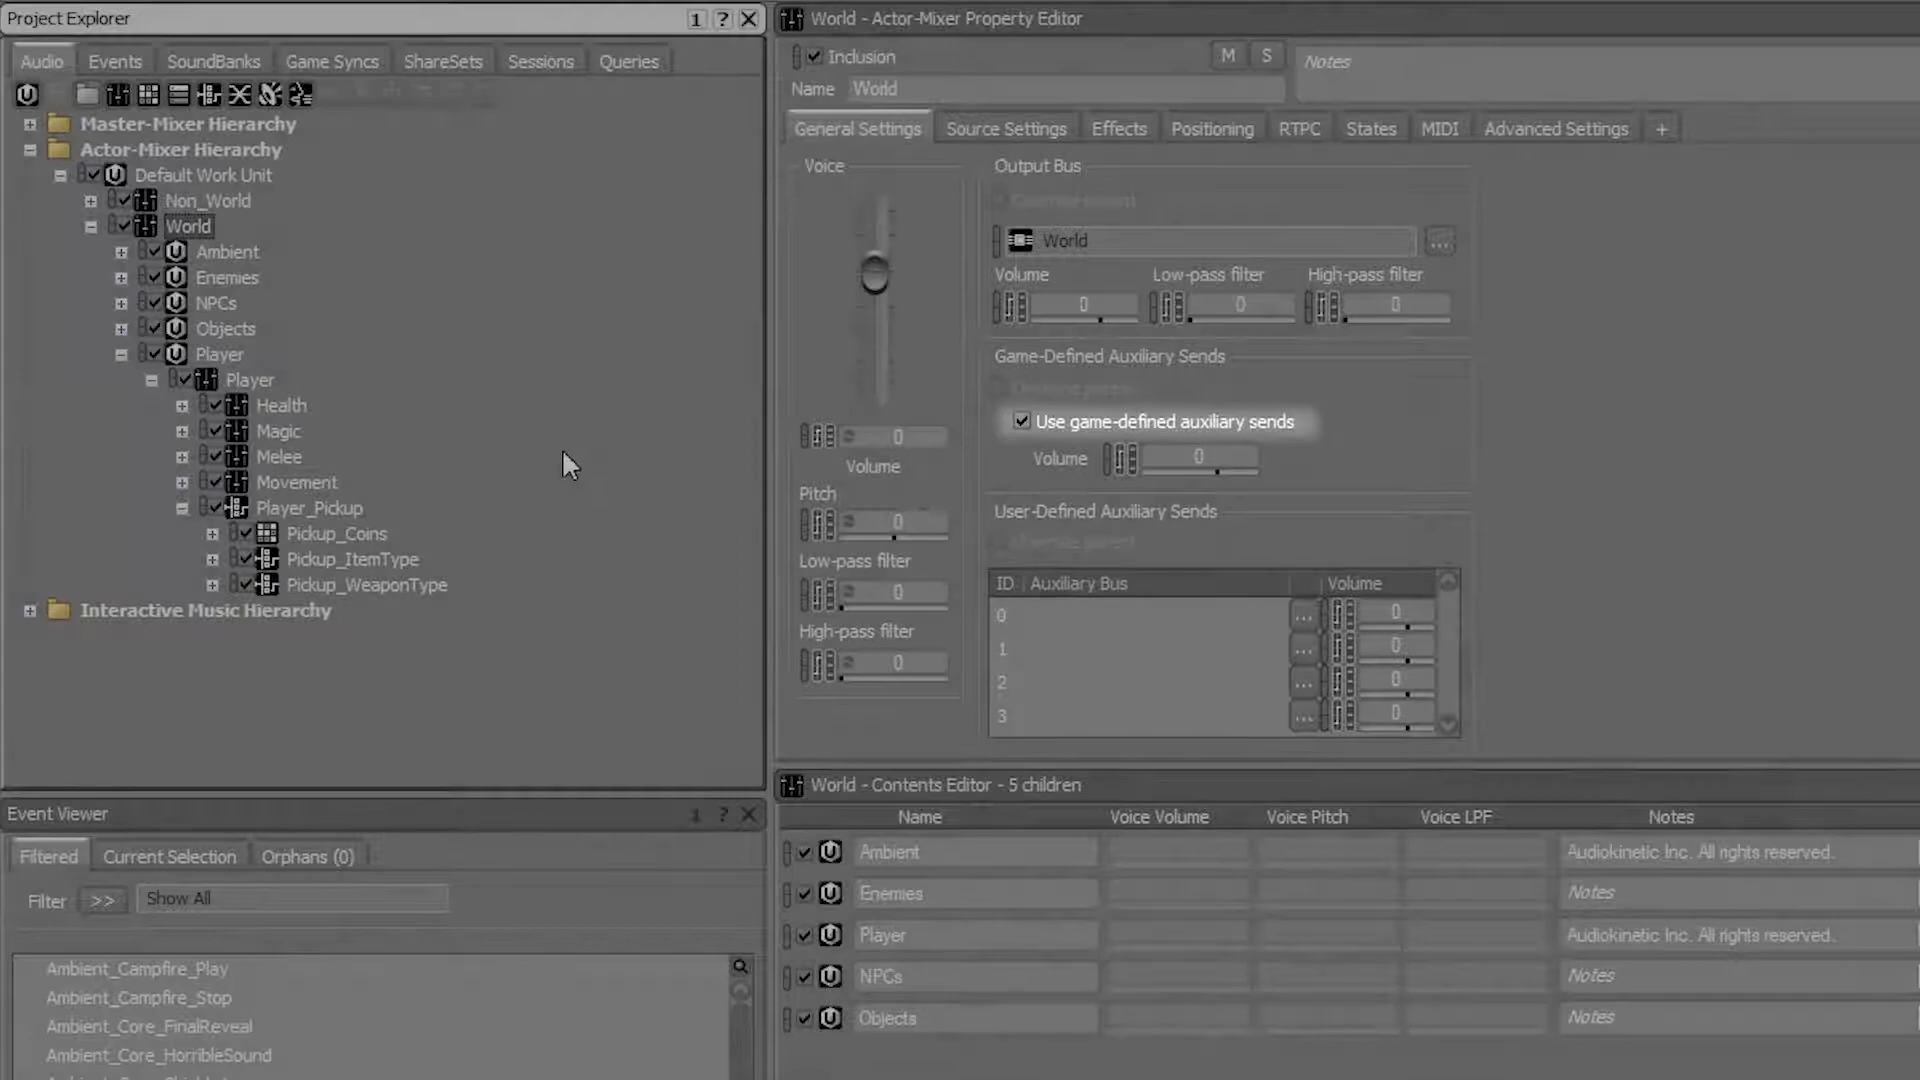 Project Explorer
1 ?
Audio Events SoundBanks Game Syncs ShareSets Sessions Queries
Master-Mixer Hierarchy
Actor-Mixer Hierarchy
Default Work Unit
Non_World
World
Ambient
Enemies
NPCs
Objects
Player
Player
Health
Magic
Melee
Movement
Player_Pickup
Pickup_Coins
Pickup_ItemType
Pickup_WeaponType
Interactive Music Hierarchy
Event Viewer
1 ?
Filtered Current Selection Orphans (0)
Filter >> Show All
Ambient_Campfire_Play
Ambient_Campfire_Stop
Ambient_Core_FinalReveal
Ambient_Core_HorribleSound
World - Actor-Mixer Property Editor
Inclusion M S Notes
Name World
General Settings Source Settings Effects Positioning RTPC States MIDI Advanced Settings +
Voice
0
Volume
Pitch
0
Low-pass filter
0
High-pass filter
0
Output Bus
Override parent
World ...
Volume Low-pass filter High-pass filter
0 0 0
Game-Defined Auxiliary Sends
Override parent
Use game-defined auxiliary sends
Volume 0
User-Defined Auxiliary Sends
Override parent
ID Auxiliary Bus Volume
0 ... 0
1 ... 0
2 ... 0
3 ... 0
World - Contents Editor - 5 children
Name Voice Volume Voice Pitch Voice LPF Notes
Ambient Audiokinetic Inc. All rights reserved.
Enemies Notes
Player Audiokinetic Inc. All rights reserved.
NPCs Notes
Objects Notes